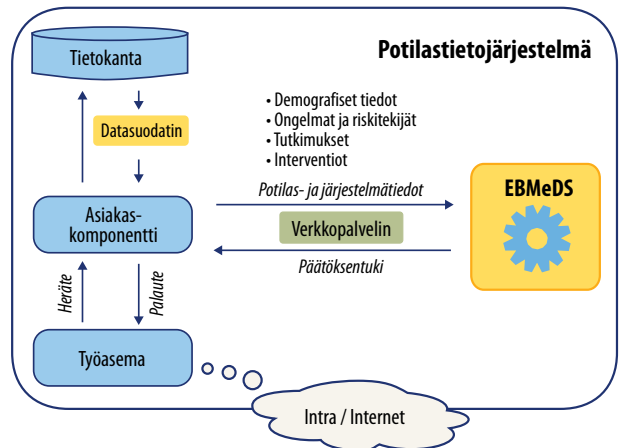 Potilastietojärjestelmä
Tietokanta
Datasuodatin
• Demografiset tiedot
• Ongelmat ja riskitekijät
• Tutkimukset
• Interventiot
Potilas- ja järjestelmätiedot
EBMeDS
Asiakas-
komponentti
Verkkopalvelin
Päätöksentuki
Heräte
Palaute
Työasema
Intra / Internet